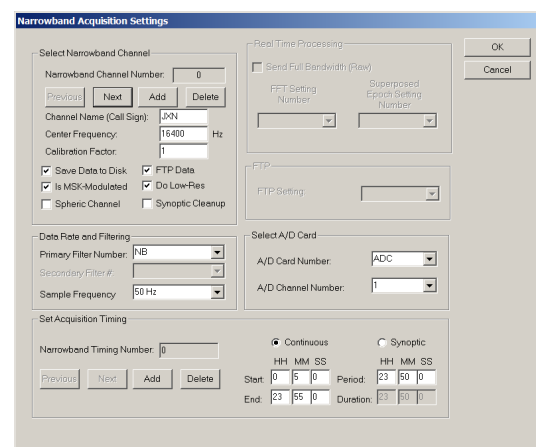 Narrowband Acquisition Settings
Select Narrowband Channel
Narrowband Channel Number: 0
Previous Next Add Delete
Channel Name (Call Sign): JXN
Center Frequency: 16400 Hz
Calibration Factor: 1
Save Data to Disk FTP Data
Is MSK-Modulated Do Low-Res
Spheric Channel Synoptic Cleanup
Real Time Processing
Send Full Bandwidth (Raw)
FFT Setting Number
Superposed Epoch Setting Number
FTP
FTP Setting:
OK
Cancel
Data Rate and Filtering
Primary Filter Number: NB
Secondary Filter #:
Sample Frequency 50 Hz
Select A/D Card
A/D Card Number: ADC
A/D Channel Number: 1
Set Acquisition Timing
Narrowband Timing Number: 0
Previous Next Add Delete
Continuous Synoptic
HH MM SS HH MM SS
Start: 0 5 0 Period: 23 50 0
End: 23 55 0 Duration: 23 50 0